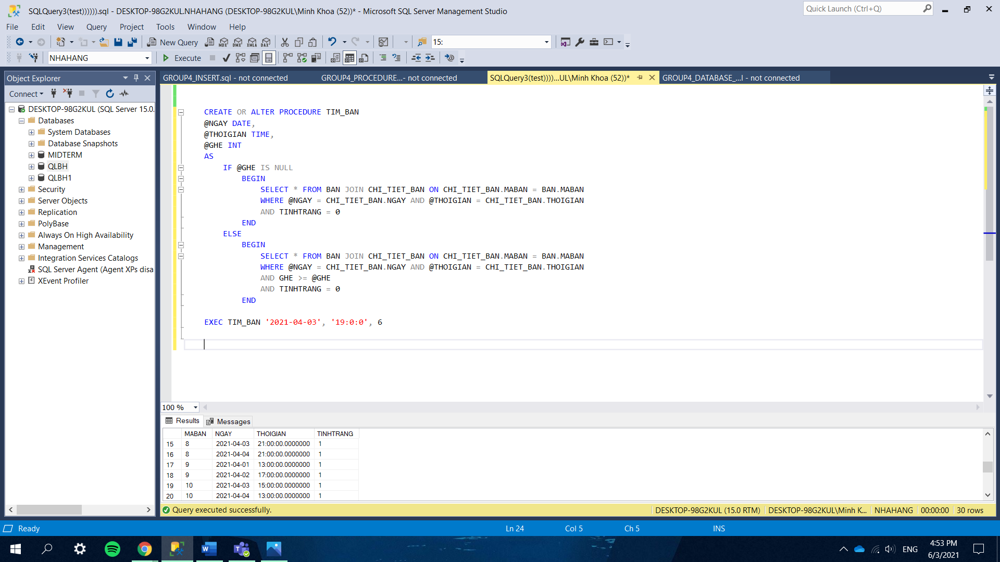 SQLQuery3(test)))))).sql - DESKTOP-98G2KUL.NHAHANG (DESKTOP-98G2KUL\Minh Khoa (52))* - Microsoft SQL Server Management Studio
Quick Launch (Ctrl+Q)
File Edit View Query Project Tools Window Help
New Query MDX DMX XMLA DAX 15:
NHAHANG Execute
Object Explorer
Connect
DESKTOP-98G2KUL (SQL Server 15.0.
Databases
System Databases
Database Snapshots
MIDTERM
QLBH
QLBH1
Security
Server Objects
Replication
PolyBase
Always On High Availability
Management
Integration Services Catalogs
SQL Server Agent (Agent XPs disa
XEvent Profiler
GROUP4_INSERT.sql - not connected
GROUP4_PROCEDURE...- not connected
SQLQuery3(test))))...UL\Minh Khoa (52))*
GROUP4_DATABASE_...l - not connected
CREATE OR ALTER PROCEDURE TIM_BAN
@NGAY DATE,
@THOIGIAN TIME,
@GHE INT
AS
IF @GHE IS NULL
BEGIN
SELECT * FROM BAN JOIN CHI_TIET_BAN ON CHI_TIET_BAN.MABAN = BAN.MABAN
WHERE @NGAY = CHI_TIET_BAN.NGAY AND @THOIGIAN = CHI_TIET_BAN.THOIGIAN
AND TINHTRANG = 0
END
ELSE
BEGIN
SELECT * FROM BAN JOIN CHI_TIET_BAN ON CHI_TIET_BAN.MABAN = BAN.MABAN
WHERE @NGAY = CHI_TIET_BAN.NGAY AND @THOIGIAN = CHI_TIET_BAN.THOIGIAN
AND GHE >= @GHE
AND TINHTRANG = 0
END
EXEC TIM_BAN '2021-04-03', '19:0:0', 6
100 %
Results Messages
MABAN NGAY THOIGIAN TINHTRANG
15 8 2021-04-03 21:00:00.0000000 1
16 8 2021-04-04 21:00:00.0000000 1
17 9 2021-04-01 13:00:00.0000000 1
18 9 2021-04-02 17:00:00.0000000 1
19 10 2021-04-03 15:00:00.0000000 1
20 10 2021-04-04 13:00:00.0000000 1
Query executed successfully. DESKTOP-98G2KUL (15.0 RTM) DESKTOP-98G2KUL\Minh K... NHAHANG 00:00:00 30 rows
Ready Ln 24 Col 5 Ch 5 INS
ENG
4:53 PM
6/3/2021